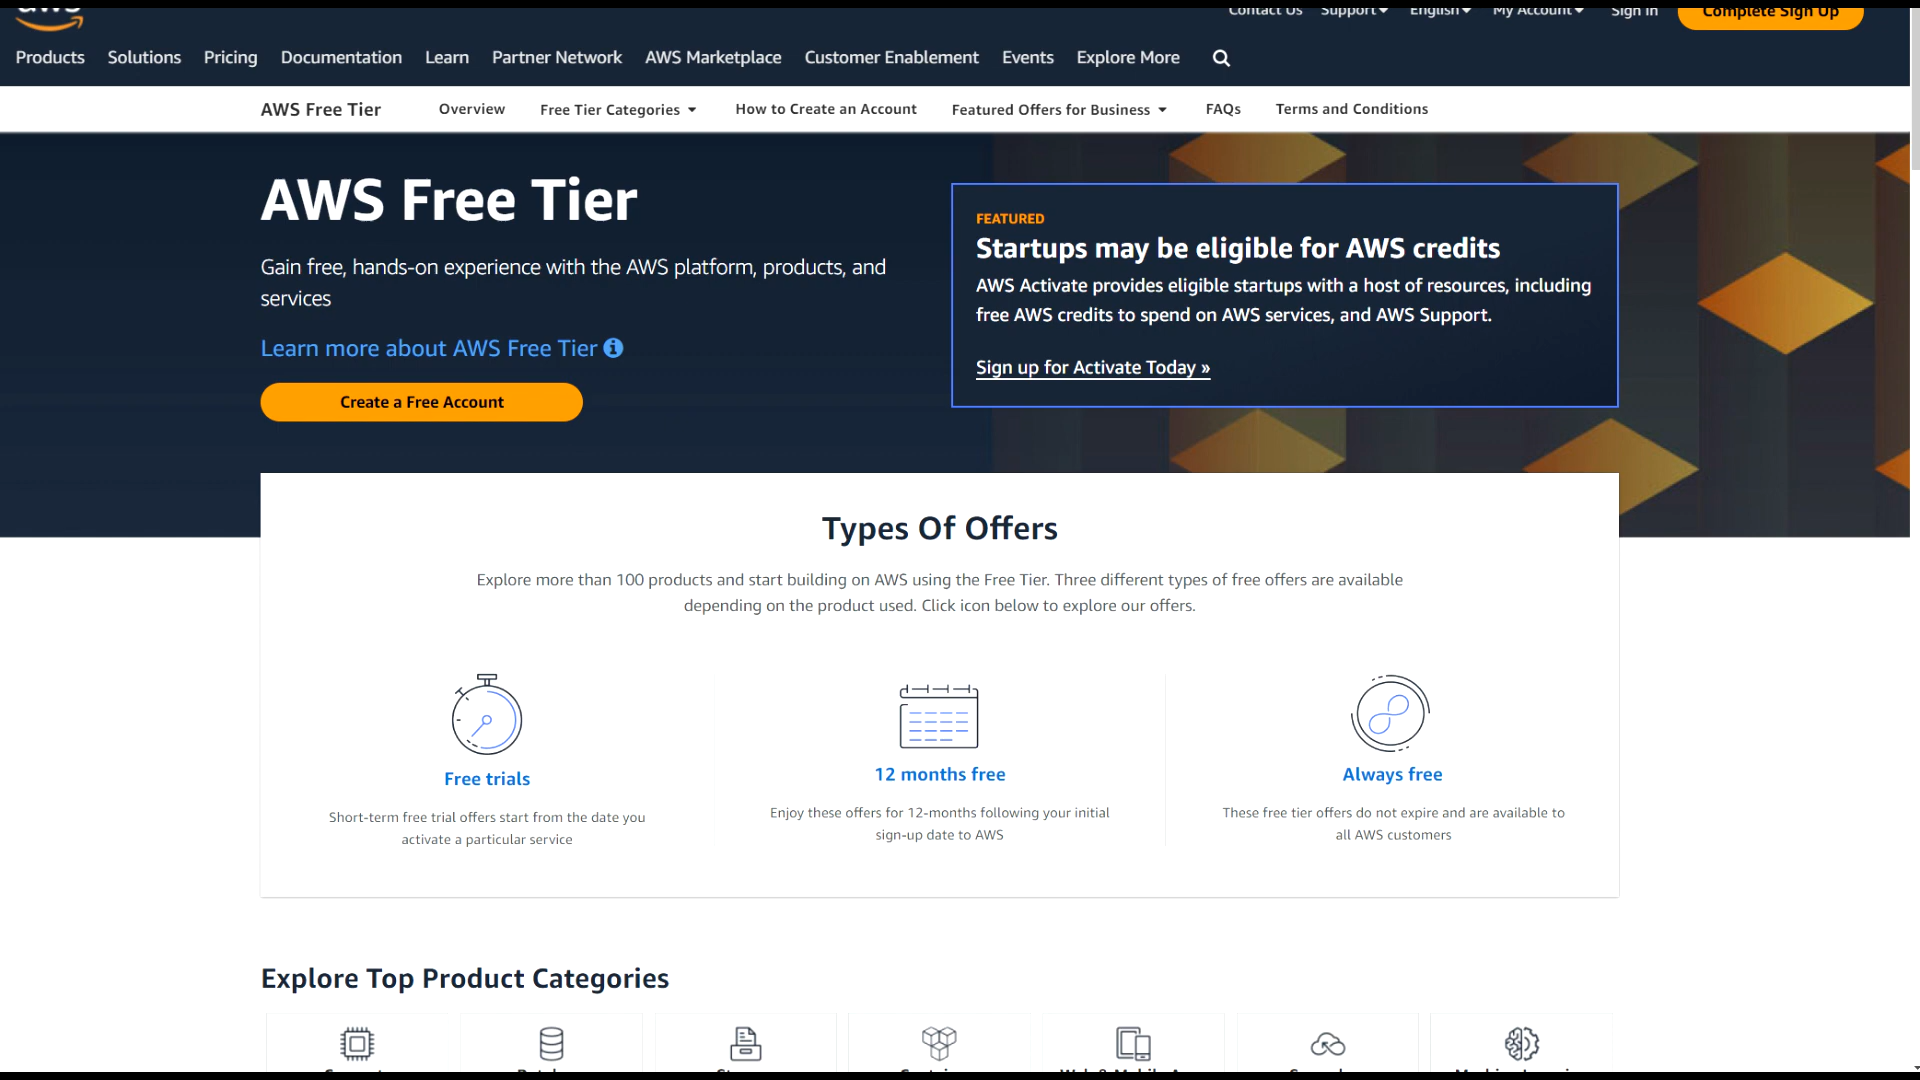 aws
Contact Us Support English My Account Sign In Complete Sign Up
Products Solutions Pricing Documentation Learn Partner Network AWS Marketplace Customer Enablement Events Explore More
AWS Free Tier Overview Free Tier Categories How to Create an Account Featured Offers for Business FAQs Terms and Conditions
AWS Free Tier
Gain free, hands-on experience with the AWS platform, products, and
services
Learn more about AWS Free Tier
Create a Free Account
FEATURED
Startups may be eligible for AWS credits
AWS Activate provides eligible startups with a host of resources, including
free AWS credits to spend on AWS services, and AWS Support.
Sign up for Activate Today »
Types Of Offers
Explore more than 100 products and start building on AWS using the Free Tier. Three different types of free offers are available
depending on the product used. Click icon below to explore our offers.
Free trials
Short-term free trial offers start from the date you
activate a particular service
12 months free
Enjoy these offers for 12-months following your initial
sign-up date to AWS
Always free
These free tier offers do not expire and are available to
all AWS customers
Explore Top Product Categories